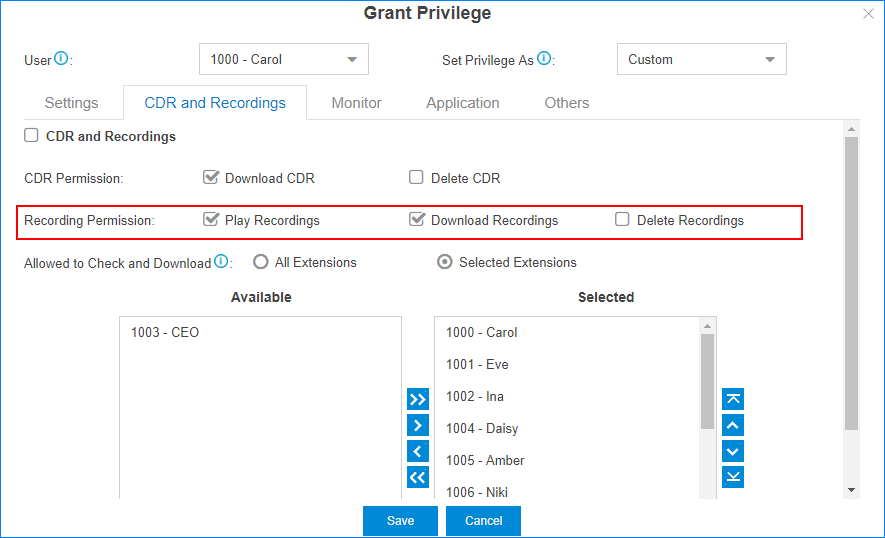 Grant Privilege
User : 1000 - Carol Set Privilege As : Custom
Settings CDR and Recordings Monitor Application Others
CDR and Recordings
CDR Permission: Download CDR Delete CDR
Recording Permission: Play Recordings Download Recordings Delete Recordings
Allowed to Check and Download : All Extensions Selected Extensions
Available Selected
1003 - CEO 1000 - Carol
1001 - Eve
1002 - Ina
1004 - Daisy
1005 - Amber
1006 - Niki
Save Cancel